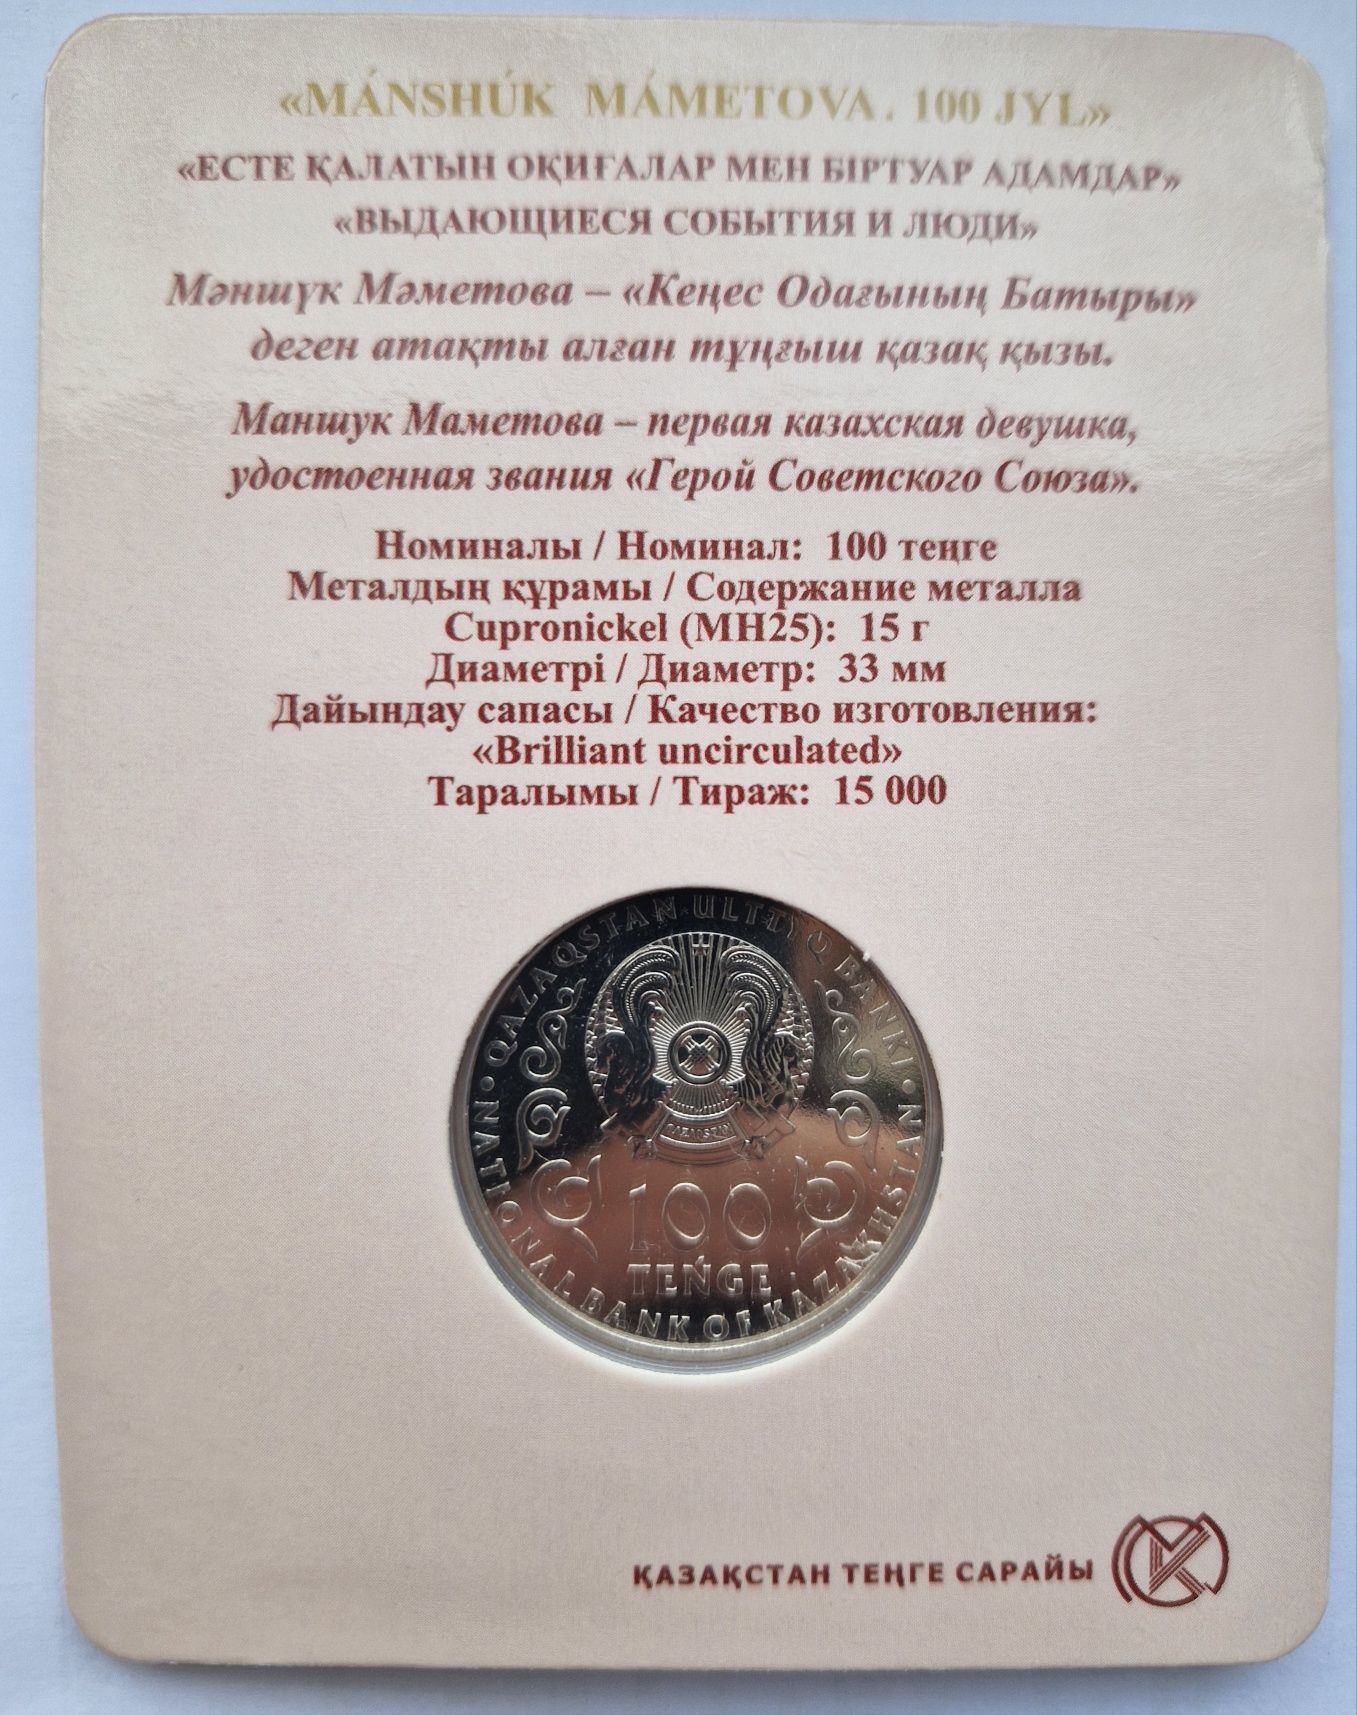 «MÁNSHÚK MÁMETOVA. 100 JYL»
«ЕСТЕ ҚАЛАТЫН ОҚИҒАЛАР МЕН БІРТУАР АДАМДАР»
«ВЫДАЮЩИЕСЯ СОБЫТИЯ И ЛЮДИ»
Мәншүк Мәметова – «Кеңес Одағының Батыры»
деген атақты алған тұңғыш қазақ қызы.
Маншук Маметова – первая казахская девушка,
удостоенная звания «Герой Советского Союза».
Номиналы / Номинал: 100 теңге
Металдың құрамы / Содержание металла
Cupronickel (МН25): 15 г
Диаметрі / Диаметр: 33 мм
Дайындау сапасы / Качество изготовления:
«Brilliant uncirculated»
Таралымы / Тираж: 15 000
QAZAQSTAN ULTTYQ BANKI
QAZAQSTAN
100
TEŃGE
NATIONAL BANK OF KAZAKHSTAN
ҚАЗАҚСТАН ТЕҢГЕ САРАЙЫ